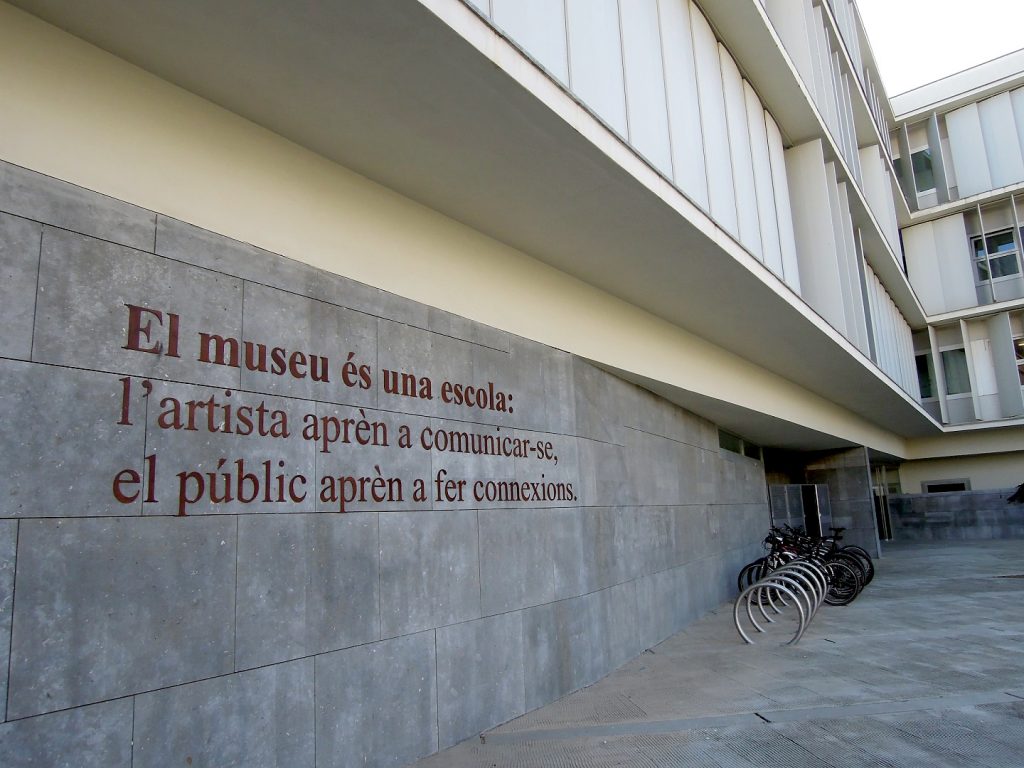 El museu és una escola:
l'artista aprèn a comunicar-se,
el públic aprèn a fer connexions.